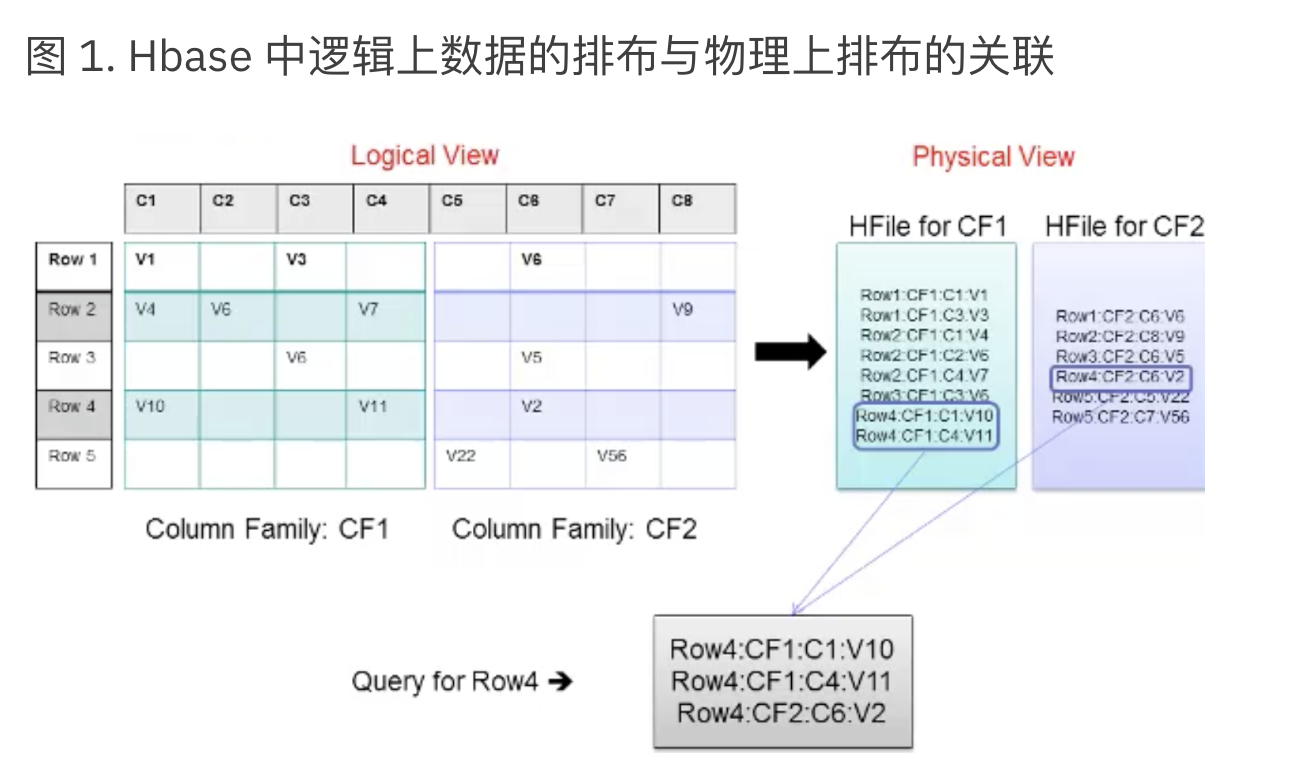 图 1. Hbase 中逻辑上数据的排布与物理上排布的关联
Logical View
C1 C2 C3 C4 C5 C6 C7 C8
Row 1 V1 V3 V6
Row 2 V4 V6 V7 V9
Row 3 V6 V5
Row 4 V10 V11 V2
Row 5 V22 V56
Column Family: CF1 Column Family: CF2
Physical View
HFile for CF1
Row1:CF1:C1:V1
Row1:CF1:C3:V3
Row2:CF1:C1:V4
Row2:CF1:C2:V6
Row2:CF1:C4:V7
Row3:CF1:C3:V6
Row4:CF1:C1:V10
Row4:CF1:C4:V11
HFile for CF2
Row1:CF2:C6:V6
Row2:CF2:C8:V9
Row3:CF2:C6:V5
Row4:CF2:C6:V2
Row5:CF2:C5:V22
Row5:CF2:C7:V56
Query for Row4 ➔
Row4:CF1:C1:V10
Row4:CF1:C4:V11
Row4:CF2:C6:V2